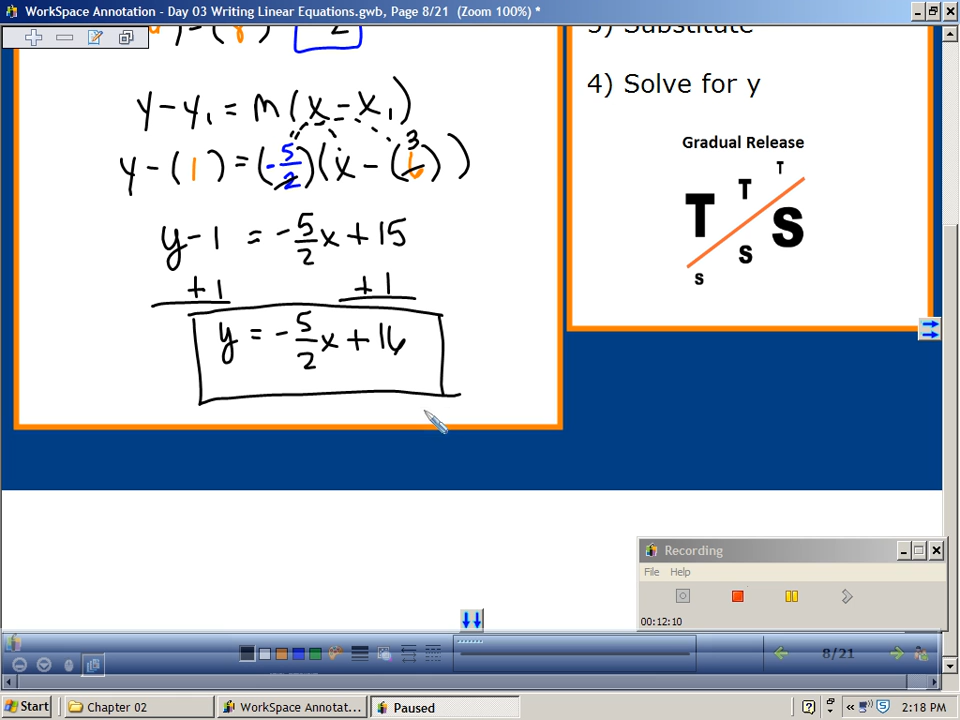 WorkSpace Annotation - Day 03 Writing Linear Equations.gwb, Page 8/21 (Zoom 100%) *
4) Solve for y
Gradual Release
T T T
S S S
y - y₁ = m(x - x₁)
y - (1) = (-5/2)(x - (6)) 3
y - 1 = -5/2x + 15
+1 +1
y = -5/2x + 16
Recording
File Help
00:12:10
8/21
Start
Chapter 02
WorkSpace Annotat...
Paused
2:18 PM